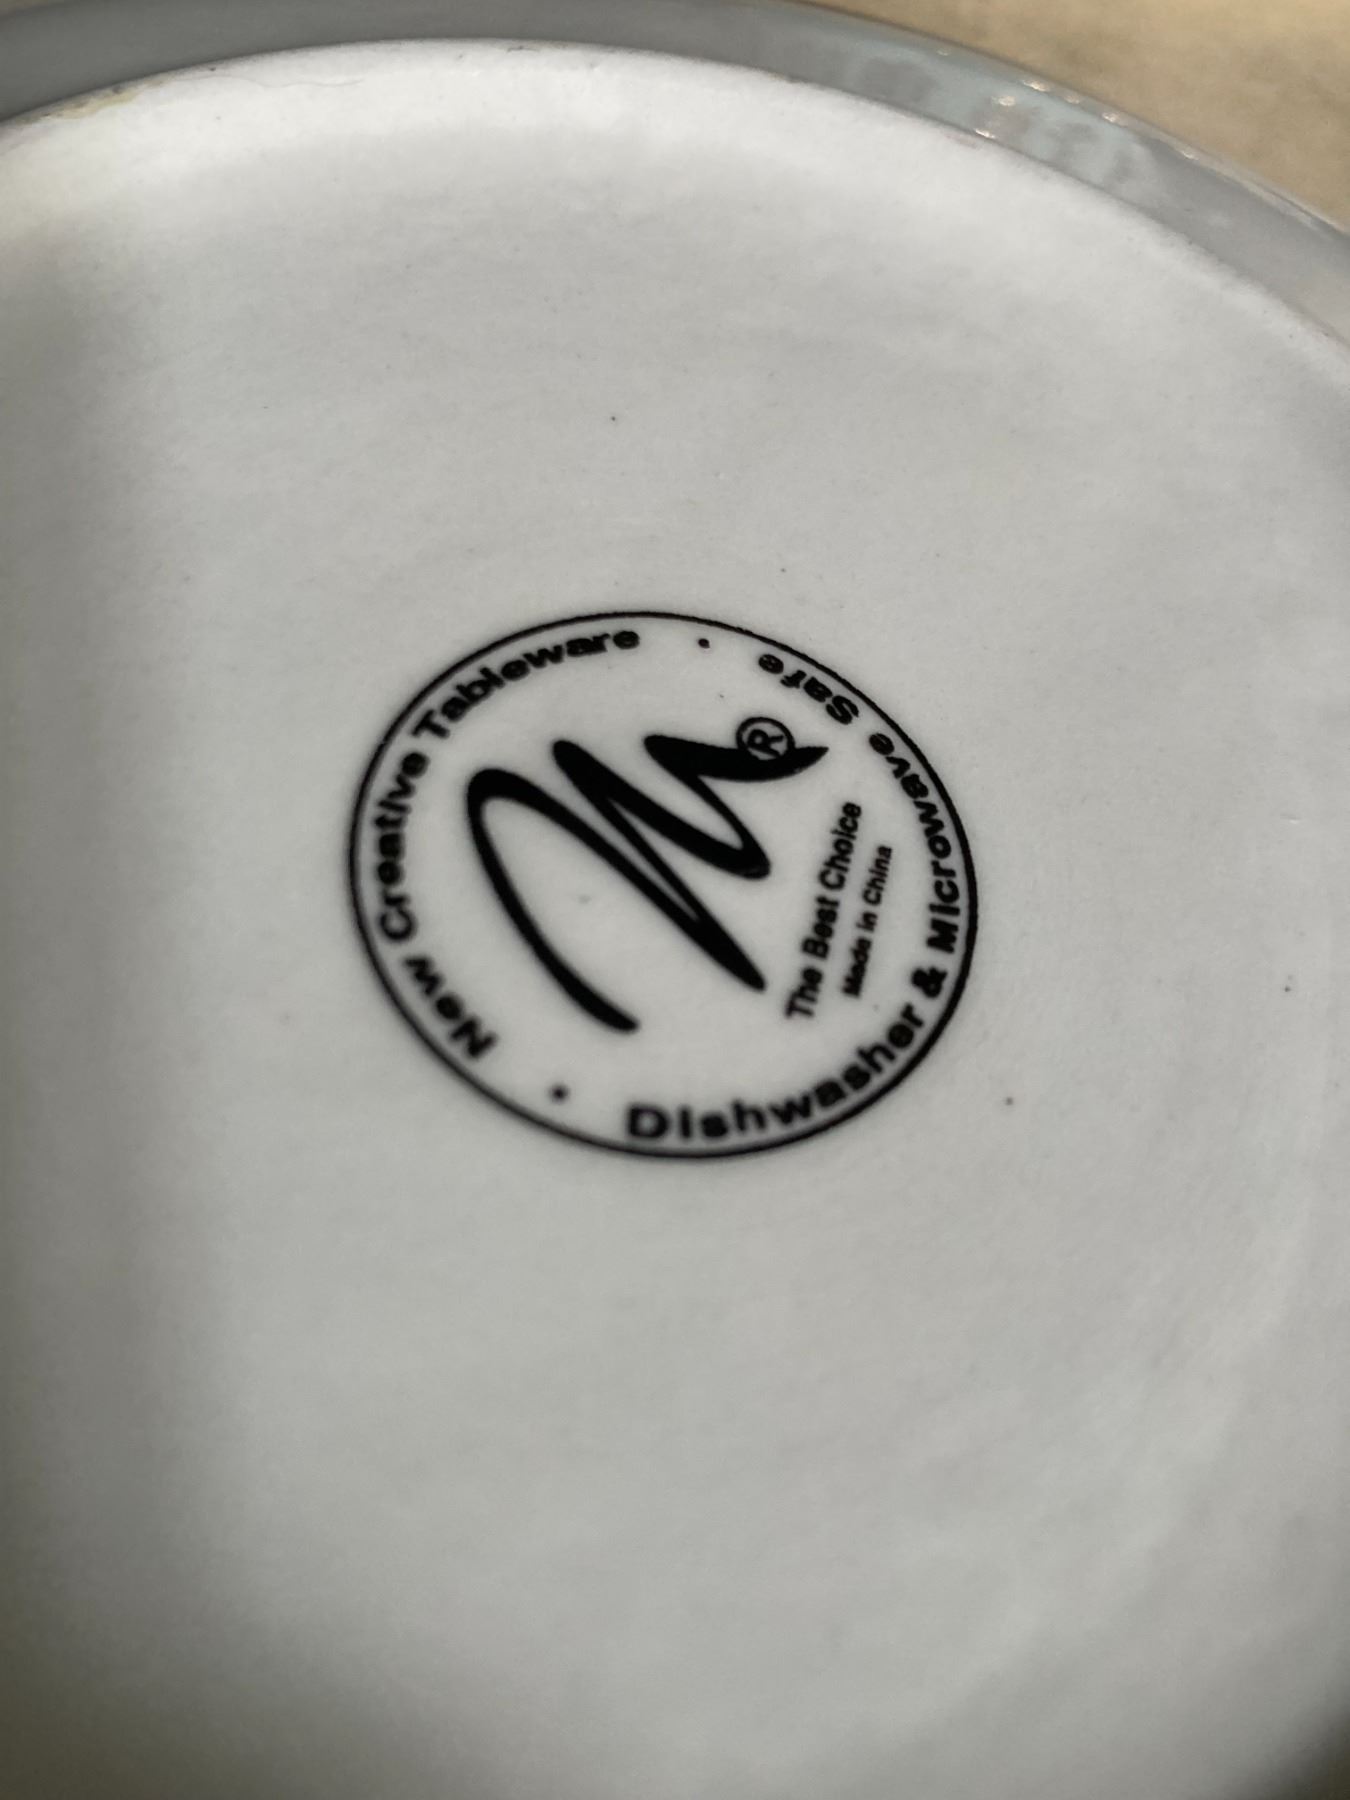 New Creative Tableware
M®
The Best Choice
Made in China
Dishwasher & Microwave Safe